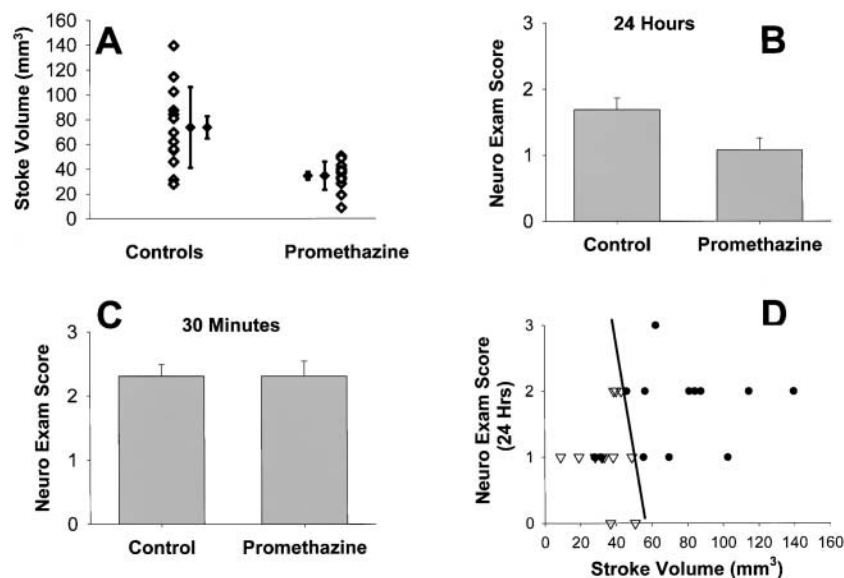 A
Stoke Volume (mm3)
160
140
120
100
80
60
40
20
0
Controls Promethazine
B
24 Hours
Neuro Exam Score
3
2
1
0
Control Promethazine
C
30 Minutes
Neuro Exam Score
3
2
1
0
Control Promethazine
D
Neuro Exam Score
(24 Hrs)
3
2
1
0
0 20 40 60 80 100 120 140 160
Stroke Volume (mm3)